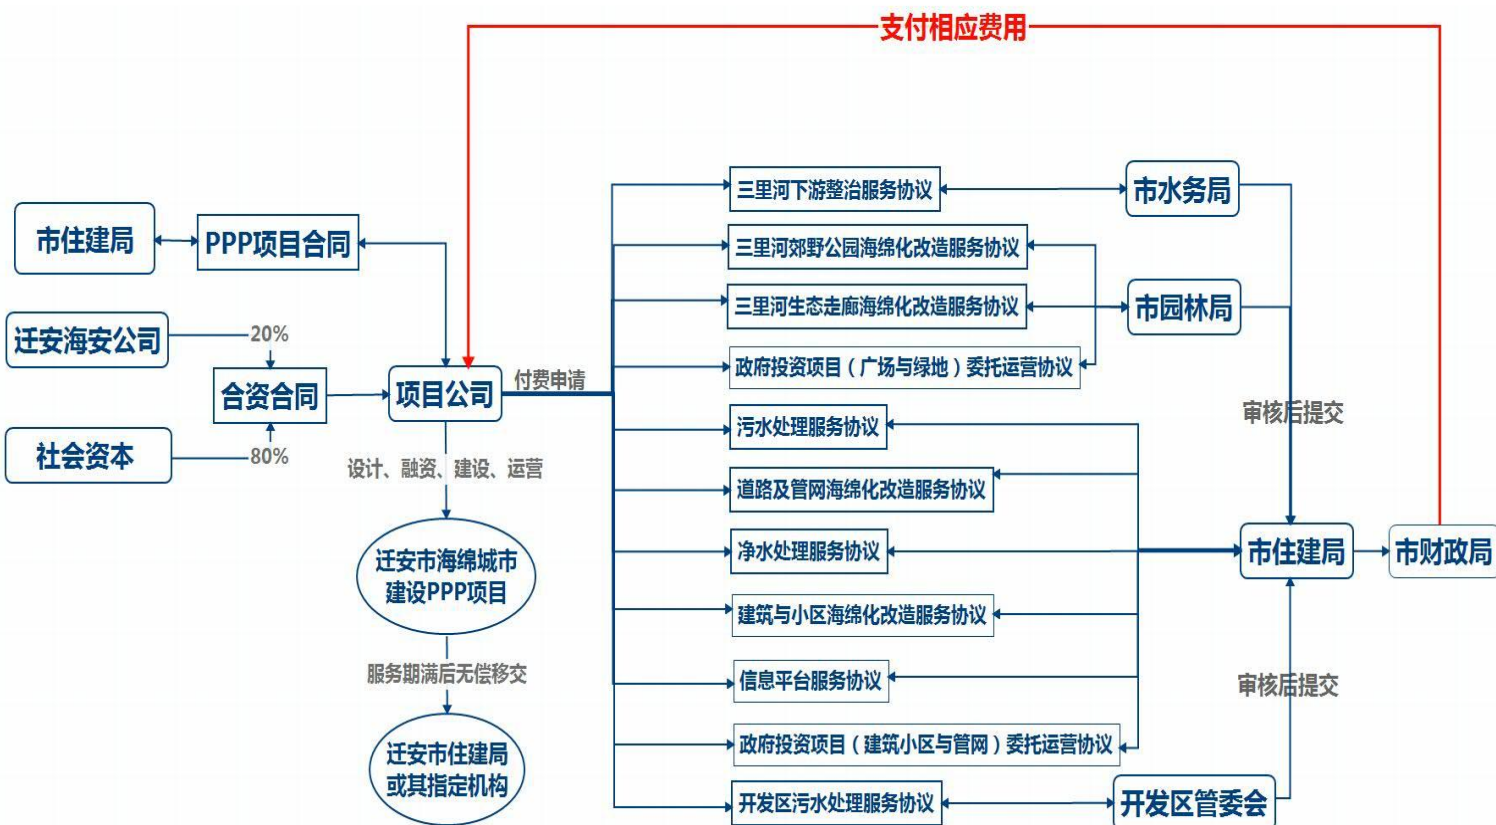 支付相应费用
三里河下游整治服务协议
市水务局
市住建局
PPP项目合同
三里河郊野公园海绵化改造服务协议
三里河生态走廊海绵化改造服务协议
市园林局
迁安海安公司
20%
政府投资项目（广场与绿地）委托运营协议
合资合同
项目公司
付费申请
污水处理服务协议
审核后提交
社会资本
80%
设计、融资、建设、运营
道路及管网海绵化改造服务协议
迁安市海绵城市
建设PPP项目
净水处理服务协议
市住建局
市财政局
建筑与小区海绵化改造服务协议
服务期满后无偿移交
信息平台服务协议
审核后提交
迁安市住建局
或其指定机构
政府投资项目（建筑小区与管网）委托运营协议
开发区污水处理服务协议
开发区管委会